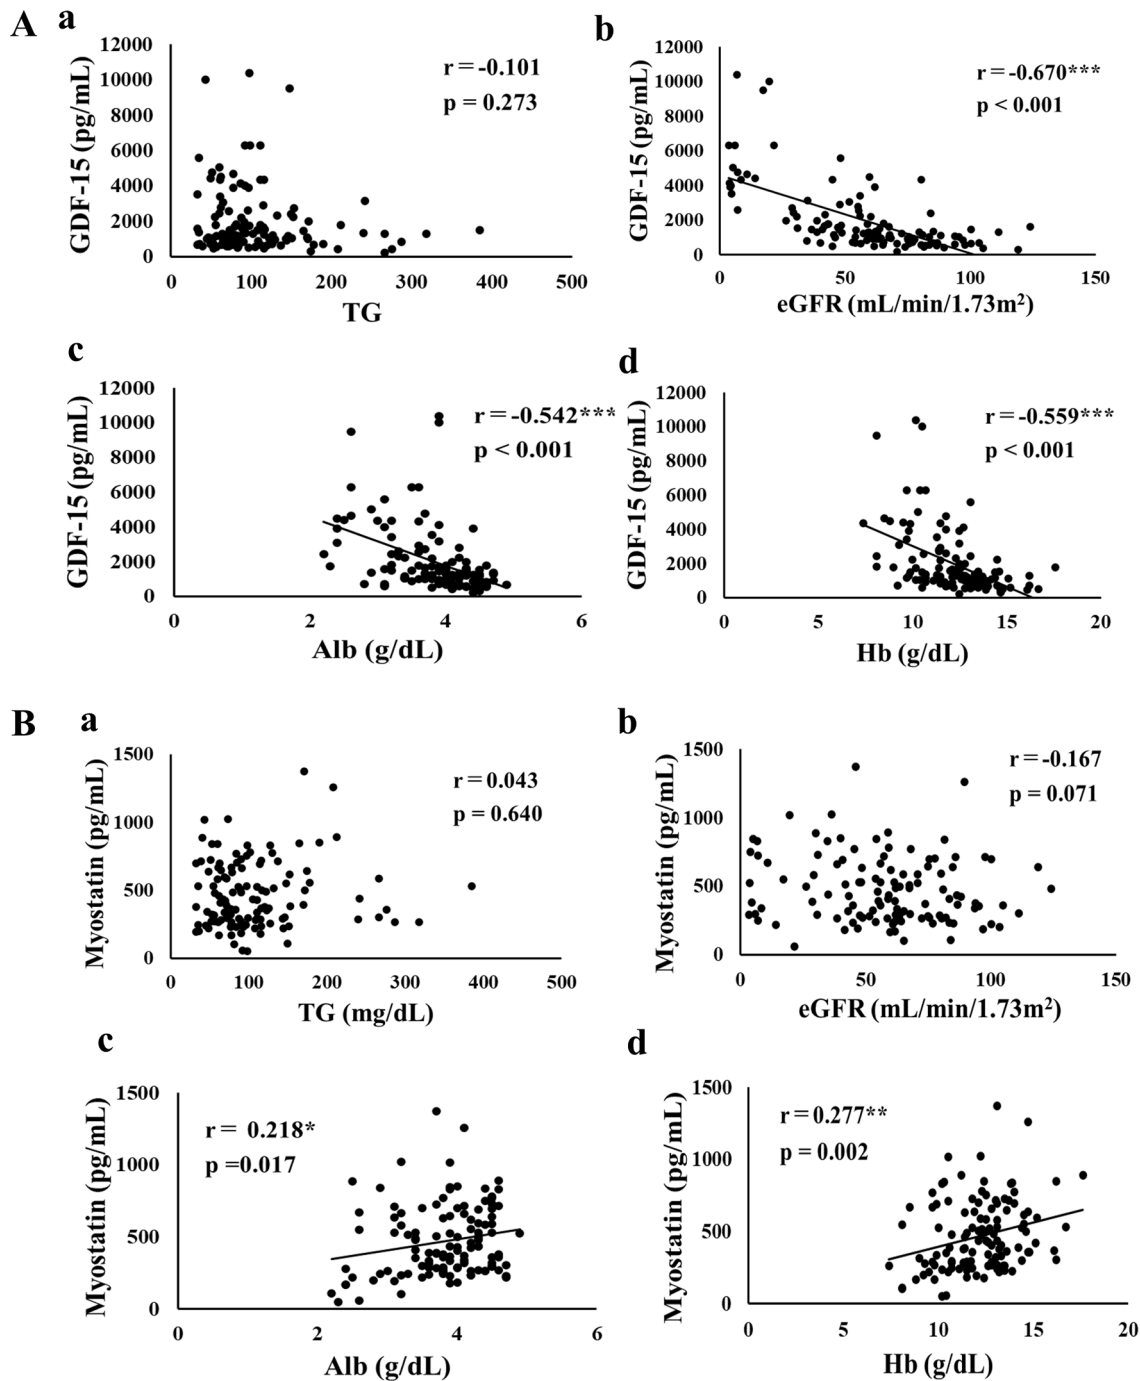 A
a
GDF-15 (pg/mL)
12000
10000
8000
6000
4000
2000
0
r = -0.101
p = 0.273
0
100
200
300
400
500
TG
b
GDF-15 (pg/mL)
12000
10000
8000
6000
4000
2000
0
r = -0.670***
p < 0.001
0
50
100
150
eGFR (mL/min/1.73m²)
c
GDF-15 (pg/mL)
12000
10000
8000
6000
4000
2000
0
r = -0.542***
p < 0.001
0
2
4
6
Alb (g/dL)
d
GDF-15 (pg/mL)
12000
10000
8000
6000
4000
2000
0
r = -0.559***
p < 0.001
0
5
10
15
20
Hb (g/dL)
B
a
Myostatin (pg/mL)
1500
1000
500
0
r = 0.043
p = 0.640
0
100
200
300
400
500
TG (mg/dL)
b
Myostatin (pg/mL)
1500
1000
500
0
r = -0.167
p = 0.071
0
50
100
150
eGFR (mL/min/1.73m²)
c
Myostatin (pg/mL)
1500
1000
500
0
r = 0.218*
p =0.017
0
2
4
6
Alb (g/dL)
d
Myostatin (pg/mL)
1500
1000
500
0
r = 0.277**
p = 0.002
0
5
10
15
20
Hb (g/dL)